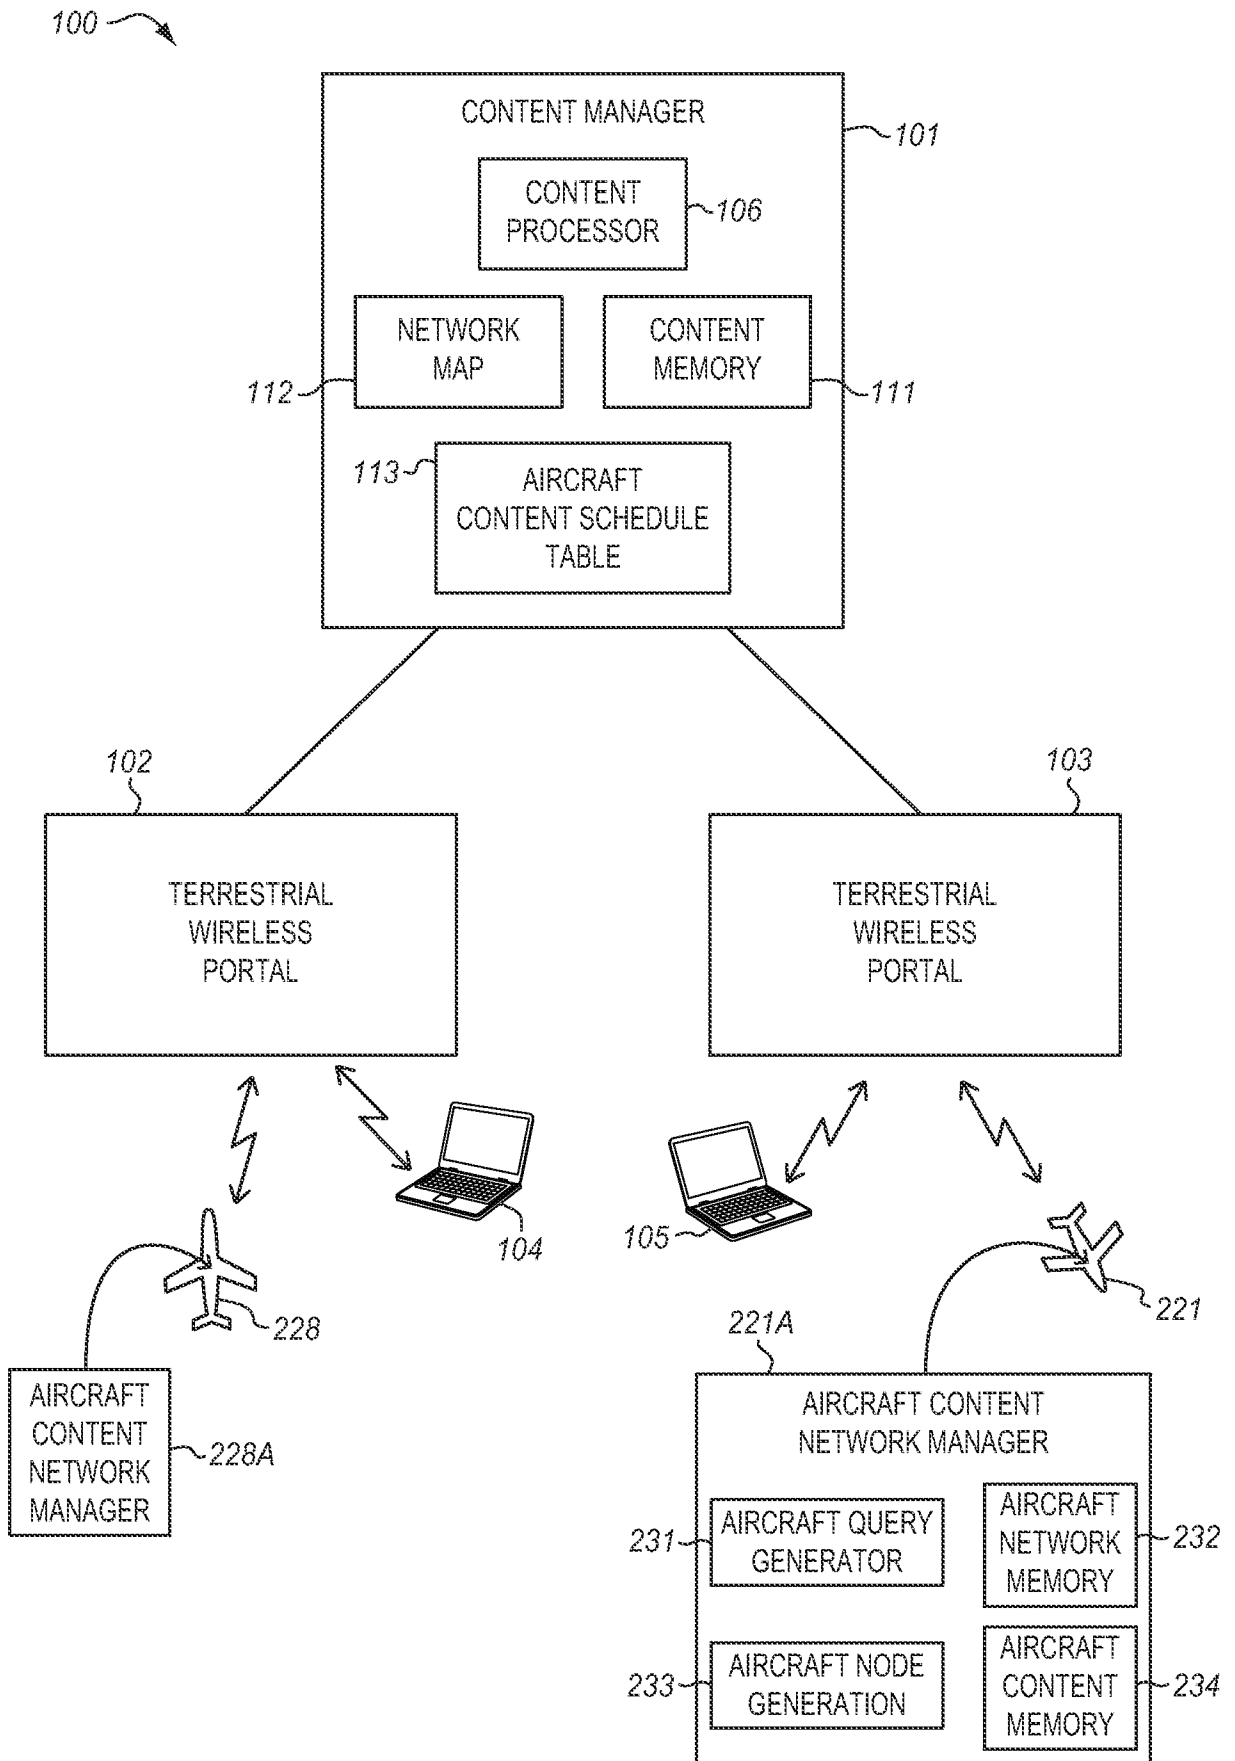 100
CONTENT MANAGER
101
CONTENT
PROCESSOR
106
NETWORK
MAP
112
CONTENT
MEMORY
111
113
AIRCRAFT
CONTENT SCHEDULE
TABLE
102
103
TERRESTRIAL
WIRELESS
PORTAL
TERRESTRIAL
WIRELESS
PORTAL
104
105
228
221
221A
AIRCRAFT
CONTENT
NETWORK
MANAGER
228A
AIRCRAFT CONTENT
NETWORK MANAGER
231
AIRCRAFT QUERY
GENERATOR
AIRCRAFT
NETWORK
MEMORY
232
233
AIRCRAFT NODE
GENERATION
AIRCRAFT
CONTENT
MEMORY
234